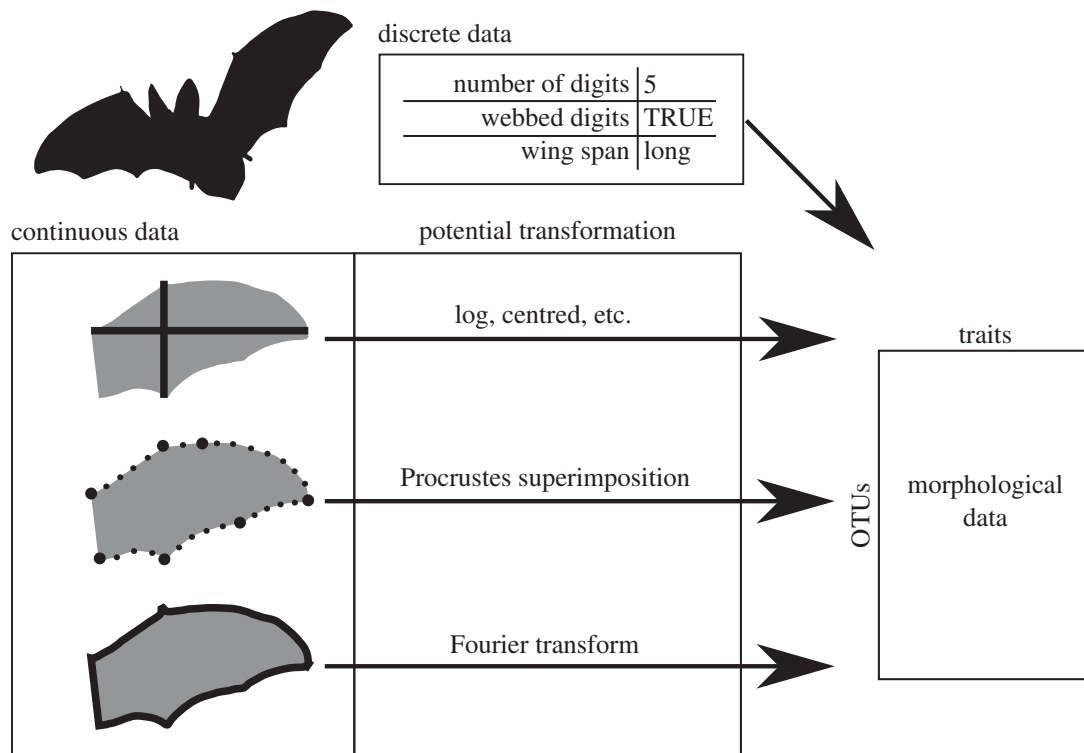 discrete data
number of digits 5
webbed digits TRUE
wing span long
continuous data
potential transformation
log, centred, etc.
traits
Procrustes superimposition
OTUs
morphological
data
Fourier transform